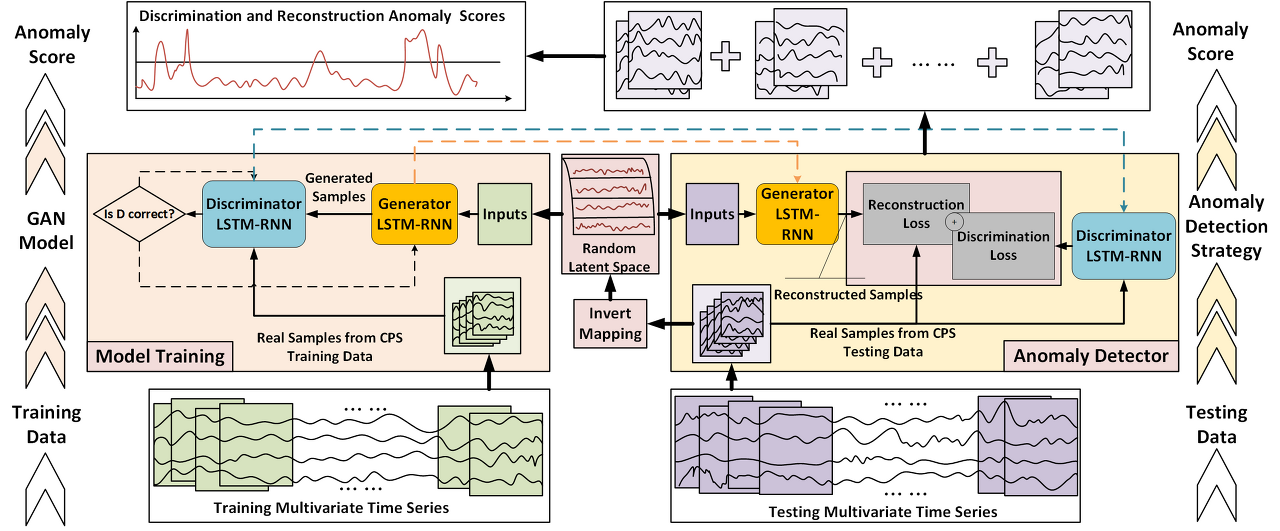 Anomaly
Score
Discrimination and Reconstruction Anomaly Scores
... ...
Anomaly
Score
GAN
Model
Is D correct?
Discriminator
LSTM-RNN
Generated
Samples
Generator
LSTM-RNN
Inputs
Real Samples from CPS
Training Data
Model Training
Random
Latent Space
Invert
Mapping
Inputs
Generator
LSTM-
RNN
Reconstruction
Loss
+
Discrimination
Loss
Discriminator
LSTM-RNN
Reconstructed Samples
Real Samples from CPS
Testing Data
Anomaly Detector
Anomaly
Detection
Strategy
Training
Data
... ...
... ...
Training Multivariate Time Series
... ...
... ...
Testing Multivariate Time Series
Testing
Data